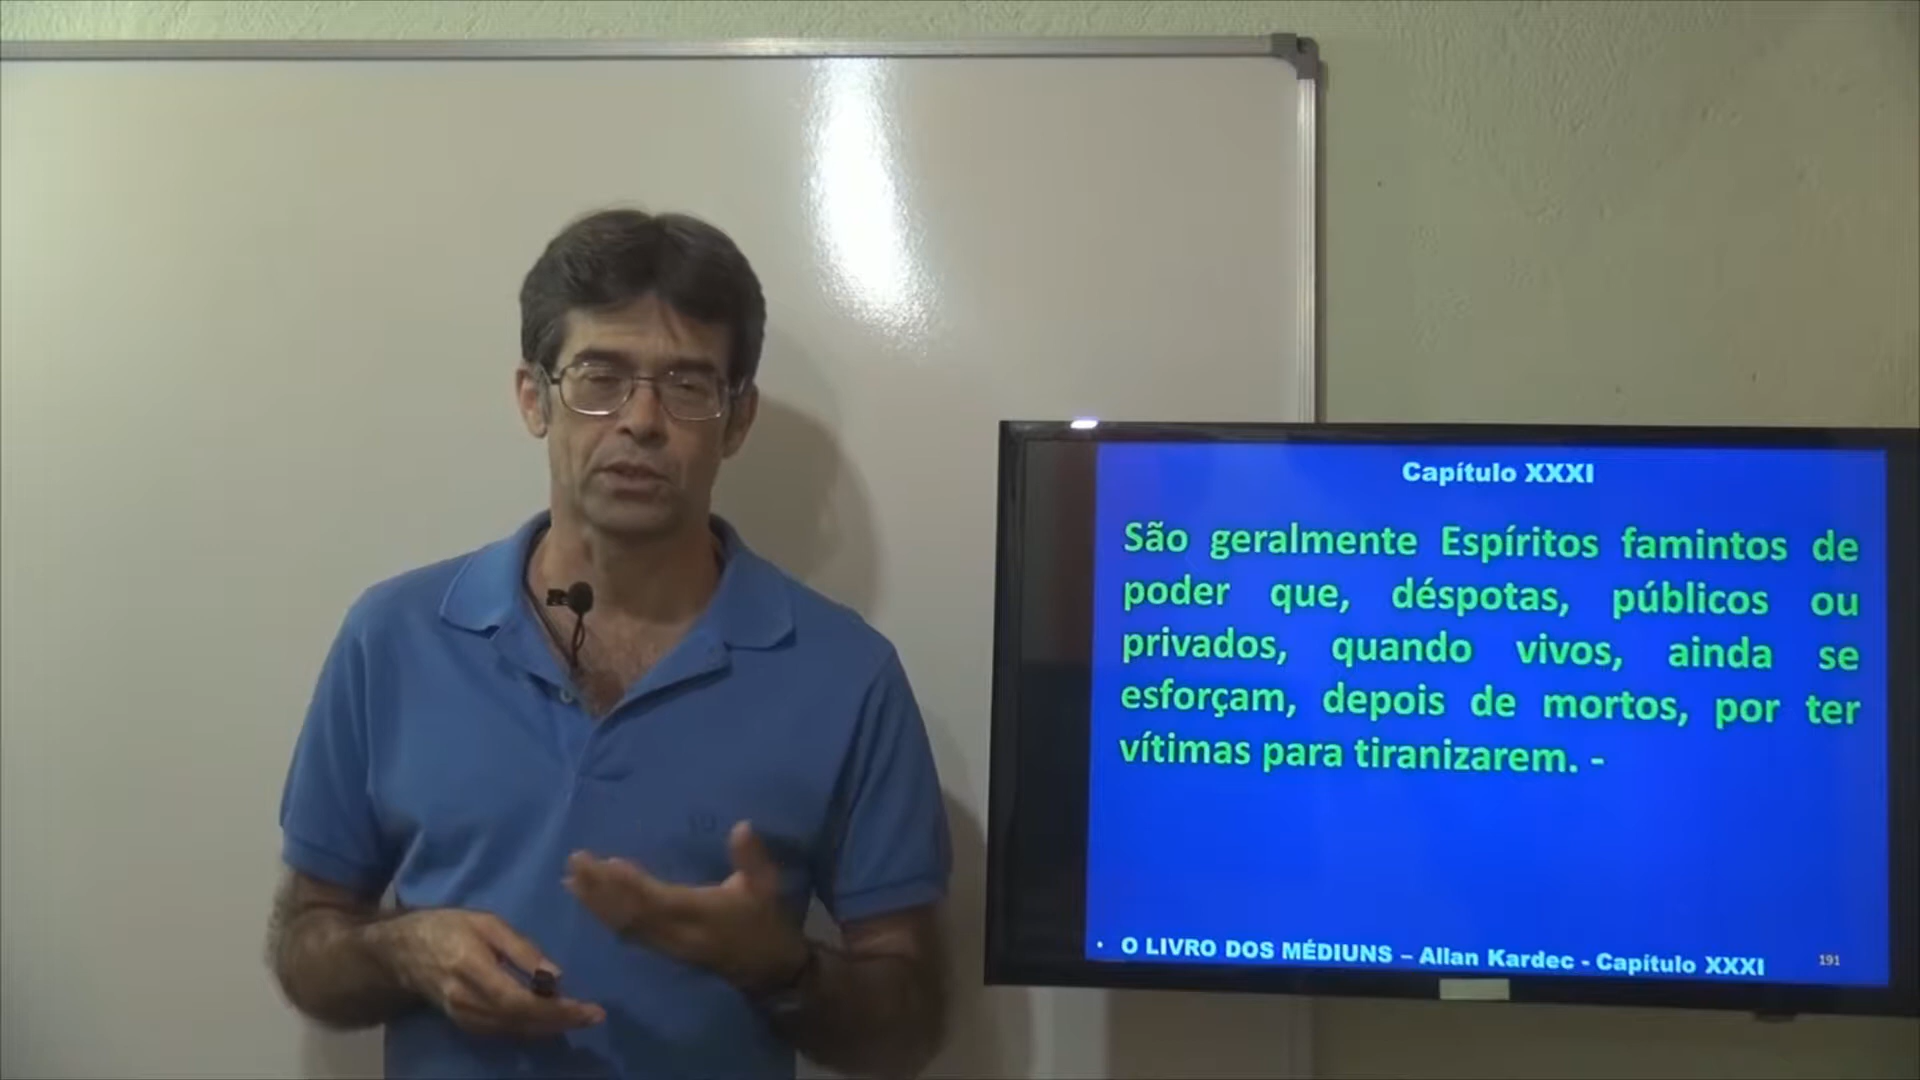 Capítulo XXXI
São geralmente Espíritos famintos de
poder que, déspotas, públicos ou
privados, quando vivos, ainda se
esforçam, depois de mortos, por ter
vítimas para tiranizarem. -
• O LIVRO DOS MÉDIUNS – Allan Kardec - Capítulo XXXI
191